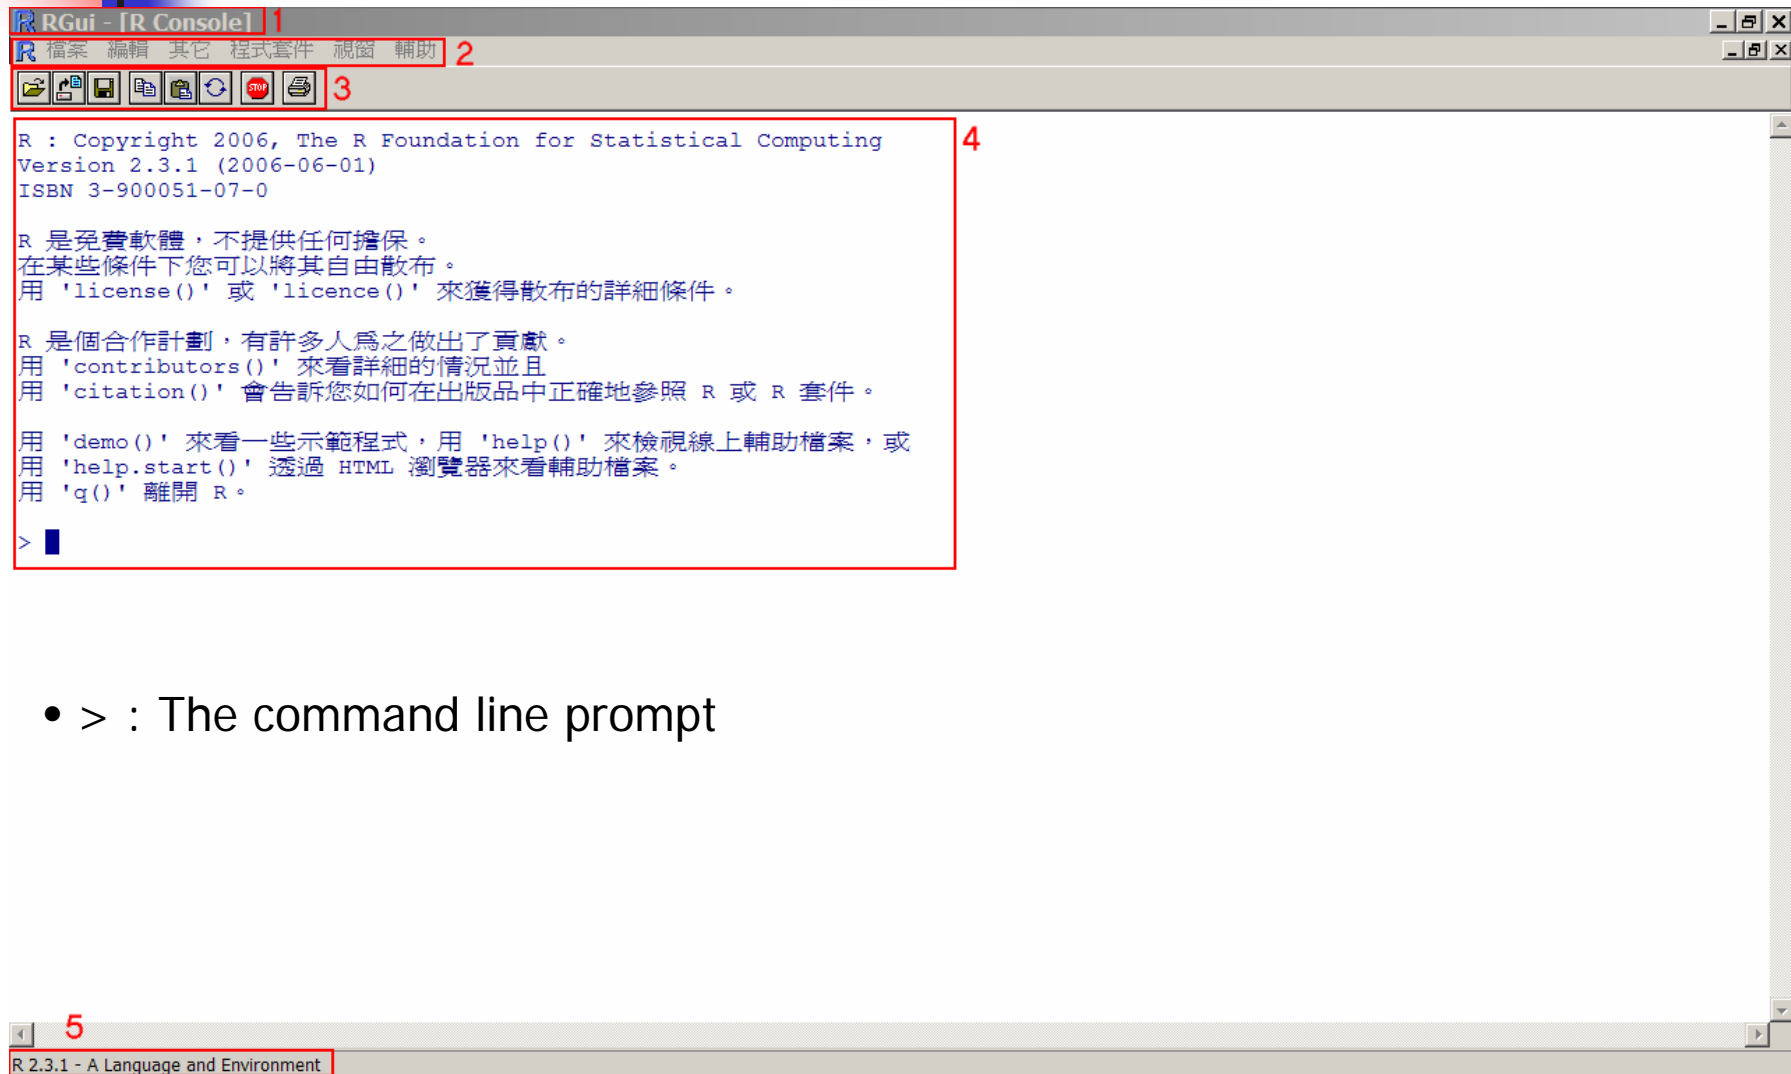 RGui - [R Console] 1
檔案 編輯 其它 程式套件 視窗 輔助 2
STOP 3
4
R : Copyright 2006, The R Foundation for Statistical Computing
Version 2.3.1 (2006-06-01)
ISBN 3-900051-07-0
R 是免費軟體，不提供任何擔保。
在某些條件下您可以將其自由散布。
用 'license()' 或 'licence()' 來獲得散布的詳細條件。
R 是個合作計劃，有許多人為之做出了貢獻。
用 'contributors()' 來看詳細的情況並且
用 'citation()' 會告訴您如何在出版品中正確地參照 R 或 R 套件。
用 'demo()' 來看一些示範程式，用 'help()' 來檢視線上輔助檔案，或
用 'help.start()' 透過 HTML 瀏覽器來看輔助檔案。
用 'q()' 離開 R。
>
• > : The command line prompt
5
R 2.3.1 - A Language and Environment